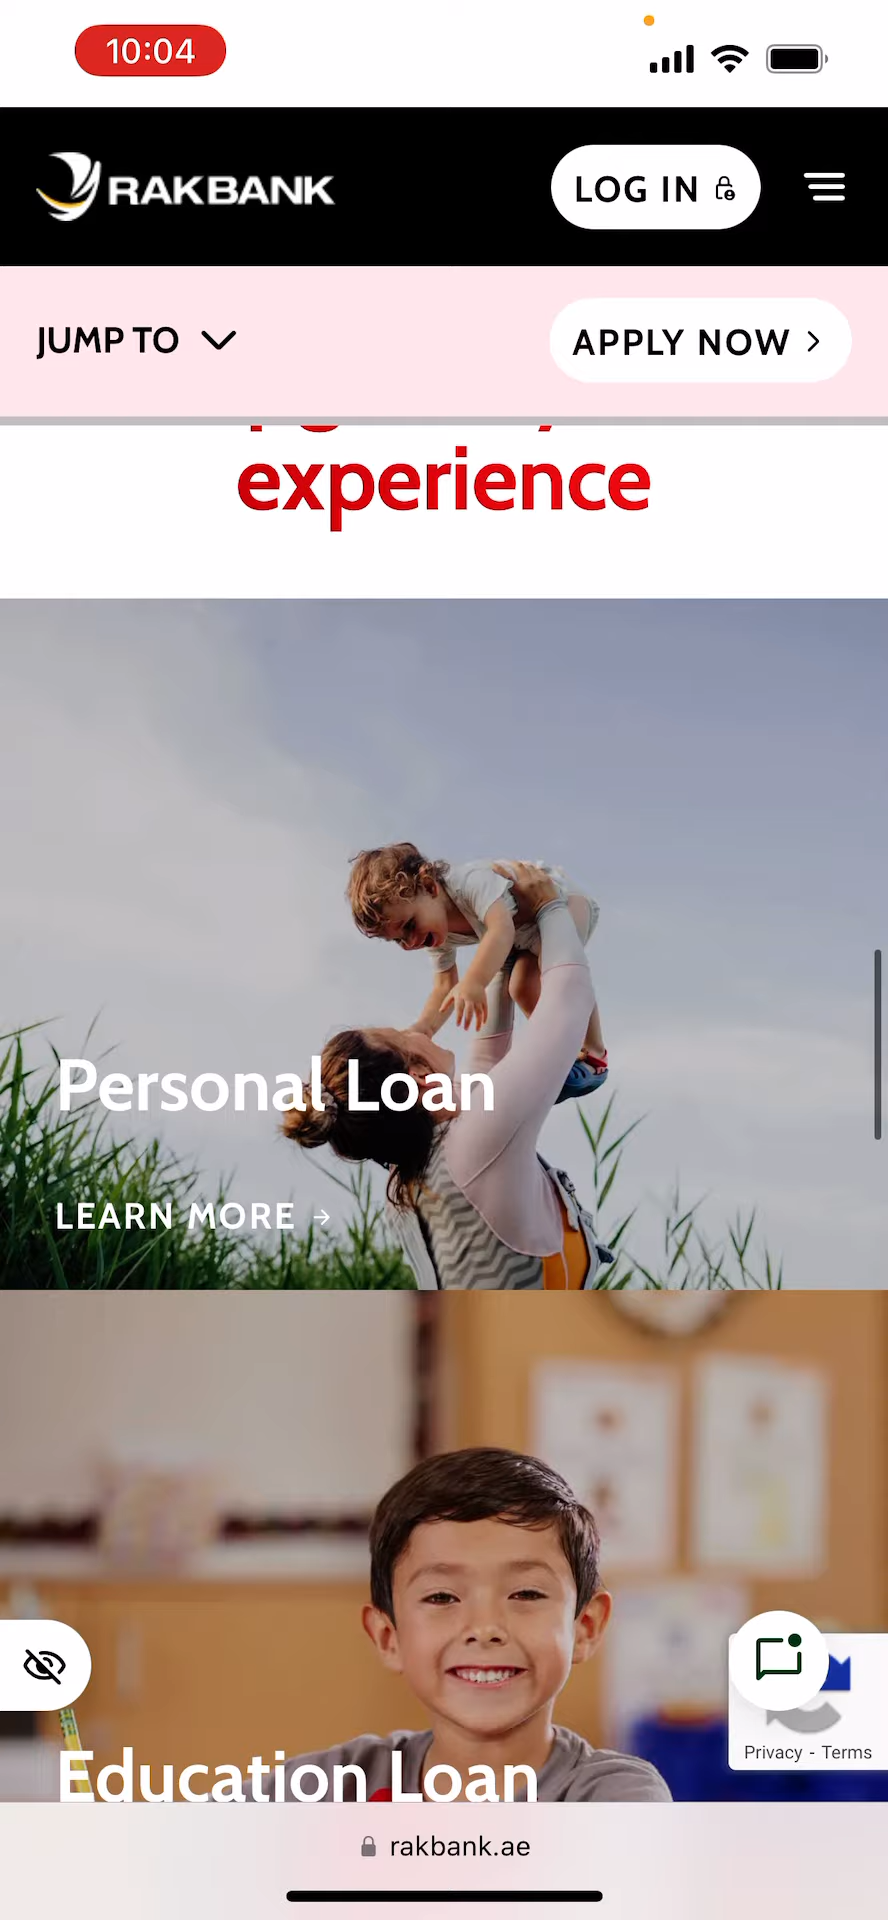 10:04
RAKBANK
LOG IN
JUMP TO
APPLY NOW
experience
Personal Loan
LEARN MORE
Education Loan
Privacy - Terms
rakbank.ae